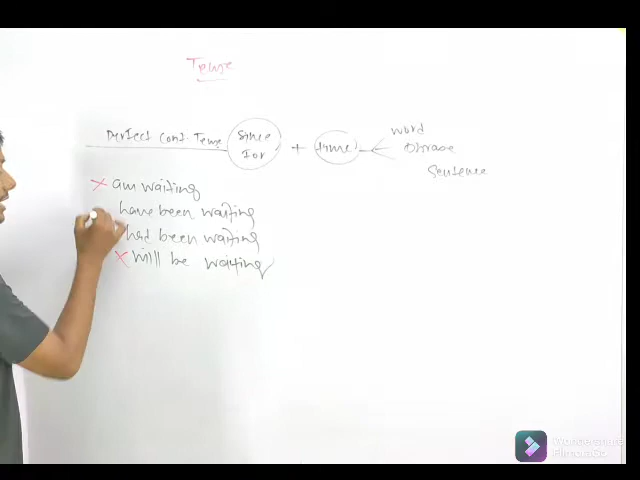 Tense
Perfect Cont. Tense Since For + time word
Phrase
Sentence
am waiting
have been waiting
had been waiting
will be waiting
Wondershare
FilmoraGo